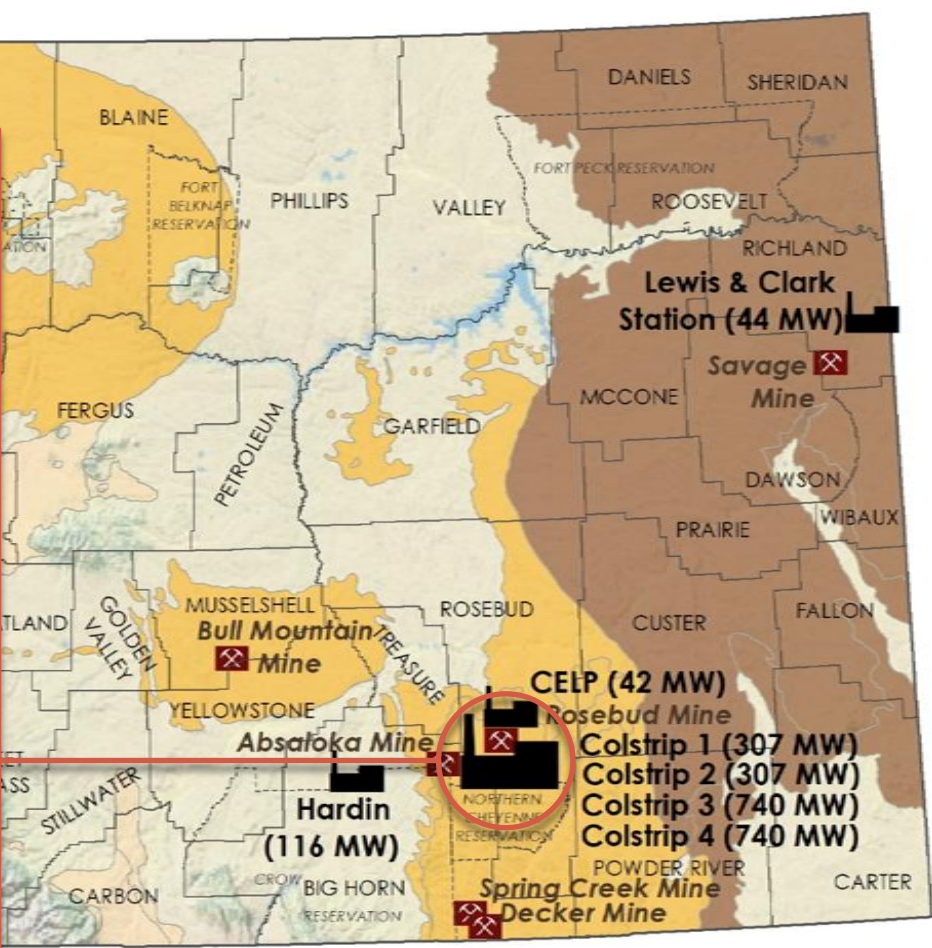 DANIELS
SHERIDAN
BLAINE
FORT PECK RESERVATION
FORT
BELKNAP
RESERVATION
PHILLIPS
VALLEY
ROOSEVELT
RICHLAND
Lewis & Clark
Station (44 MW)
Savage
Mine
MCCONE
FERGUS
PETROLEUM
GARFIELD
DAWSON
WIBAUX
PRAIRIE
MUSSELSHELL
ROSEBUD
CUSTER
FALLON
TLAND
GOLDEN
VALLEY
Bull Mountain
Mine
TREASURE
CELP (42 MW)
YELLOWSTONE
Rosebud Mine
Absaloka Mine
Colstrip 1 (307 MW)
Colstrip 2 (307 MW)
Colstrip 3 (740 MW)
Colstrip 4 (740 MW)
ASS
STILLWATER
Hardin
(116 MW)
NORTHERN
CHEYENNE
RESERVATION
POWDER RIVER
CARBON
CROW
BIG HORN
RESERVATION
Spring Creek Mine
Decker Mine
CARTER